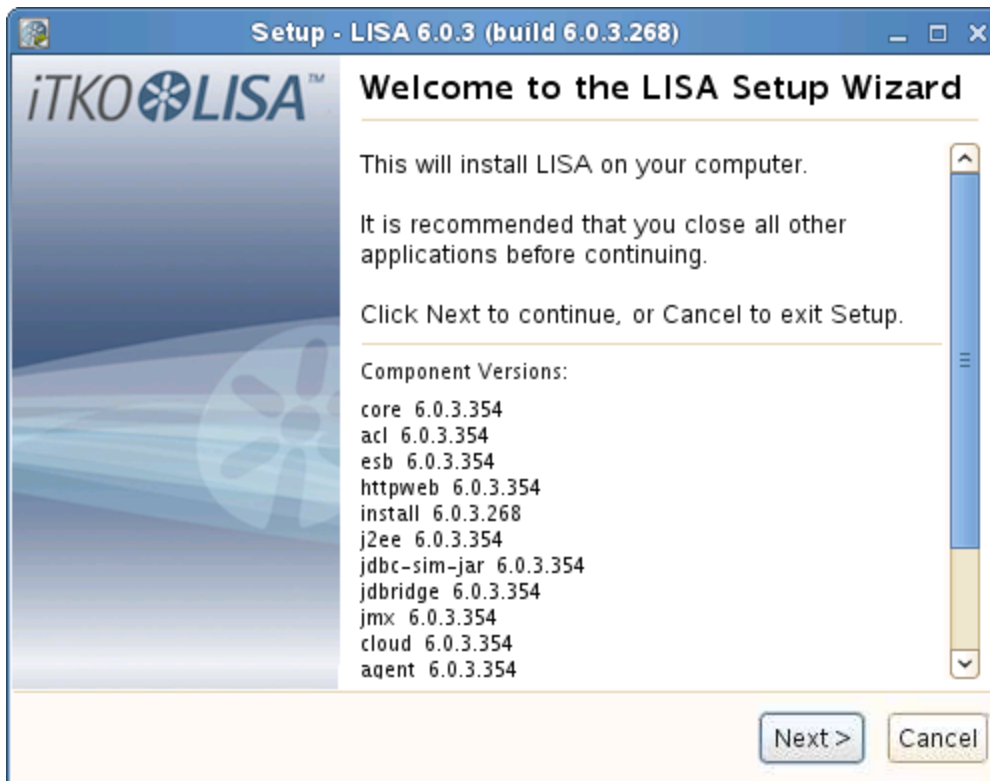 Setup - LISA 6.0.3 (build 6.0.3.268)
iTKO LISA™
Welcome to the LISA Setup Wizard
This will install LISA on your computer.
It is recommended that you close all other
applications before continuing.
Click Next to continue, or Cancel to exit Setup.
Component Versions:
core 6.0.3.354
acl 6.0.3.354
esb 6.0.3.354
httpweb 6.0.3.354
install 6.0.3.268
j2ee 6.0.3.354
jdbc-sim-jar 6.0.3.354
jdbridge 6.0.3.354
jmx 6.0.3.354
cloud 6.0.3.354
agent 6.0.3.354
Next > Cancel